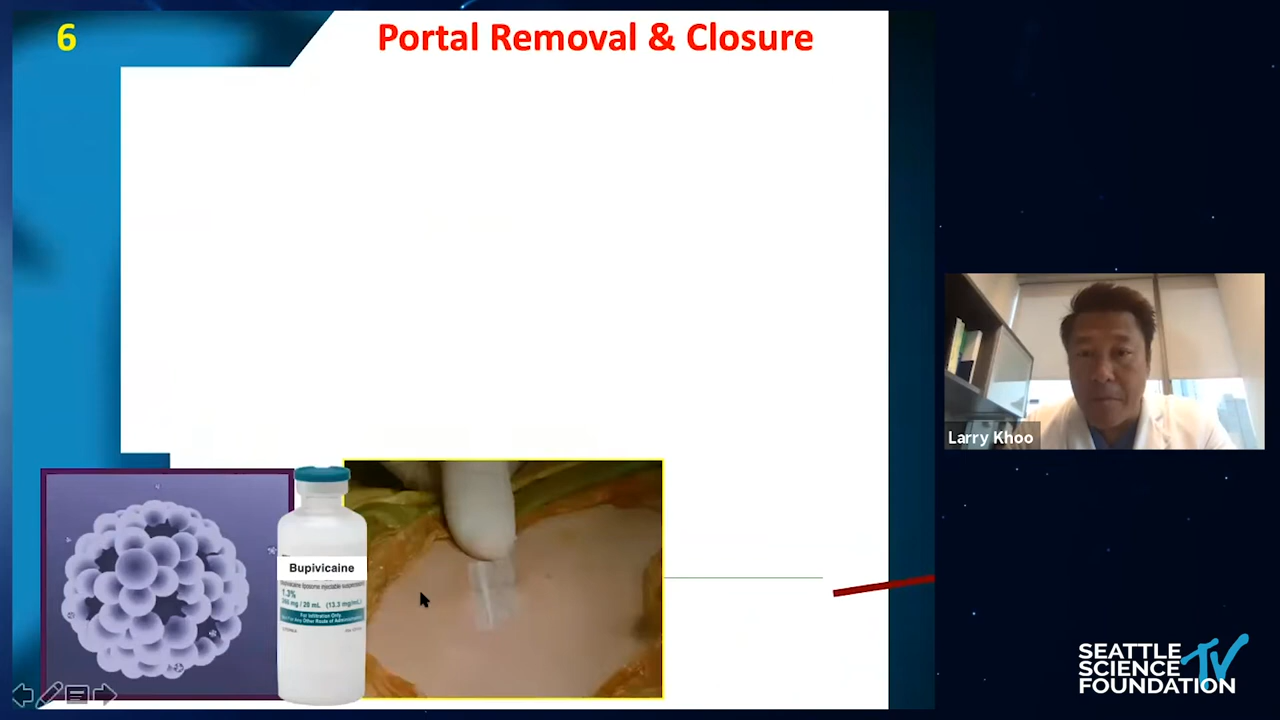 6
Portal Removal & Closure
Bupivicaine
1.3%
Larry Khoo
SEATTLE
SCIENCE
FOUNDATION
TV